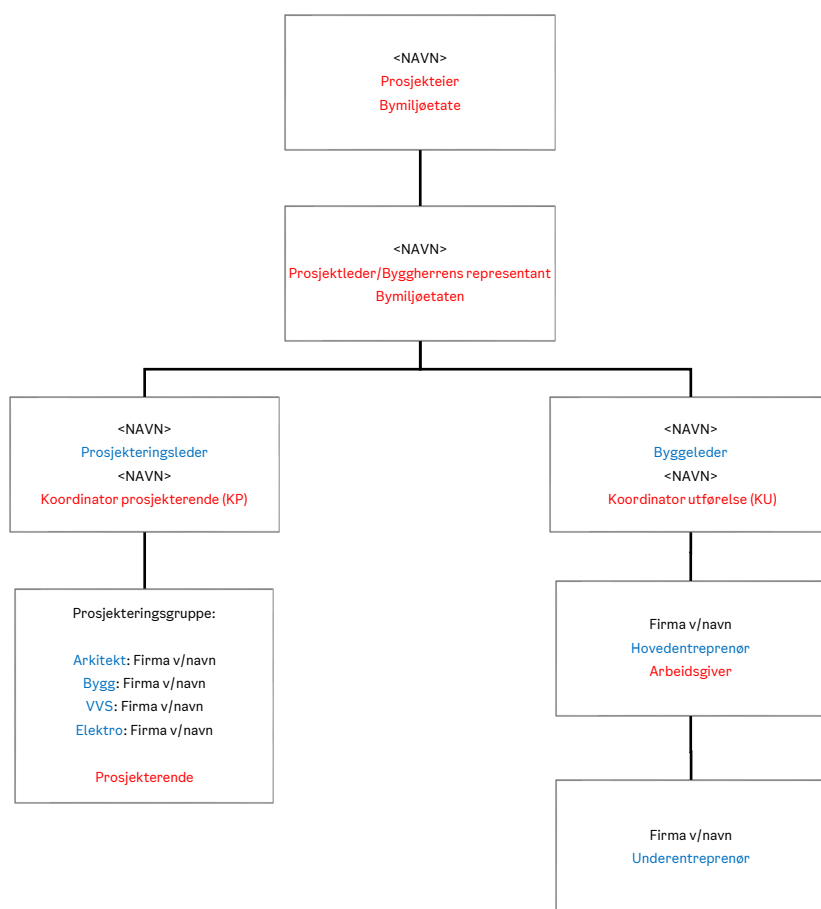 <NAVN>
Prosjekteier
Bymiljøetate
<NAVN>
Prosjektleder/Byggherrens representant
Bymiljøetaten
<NAVN>
Prosjekteringsleder
<NAVN>
Koordinator prosjekterende (KP)
<NAVN>
Byggeleder
<NAVN>
Koordinator utførelse (KU)
Prosjekteringsgruppe:
Arkitekt: Firma v/navn
Bygg: Firma v/navn
VVS: Firma v/navn
Elektro: Firma v/navn
Prosjekterende
Firma v/navn
Hovedentreprenør
Arbeidsgiver
Firma v/navn
Underentreprenør